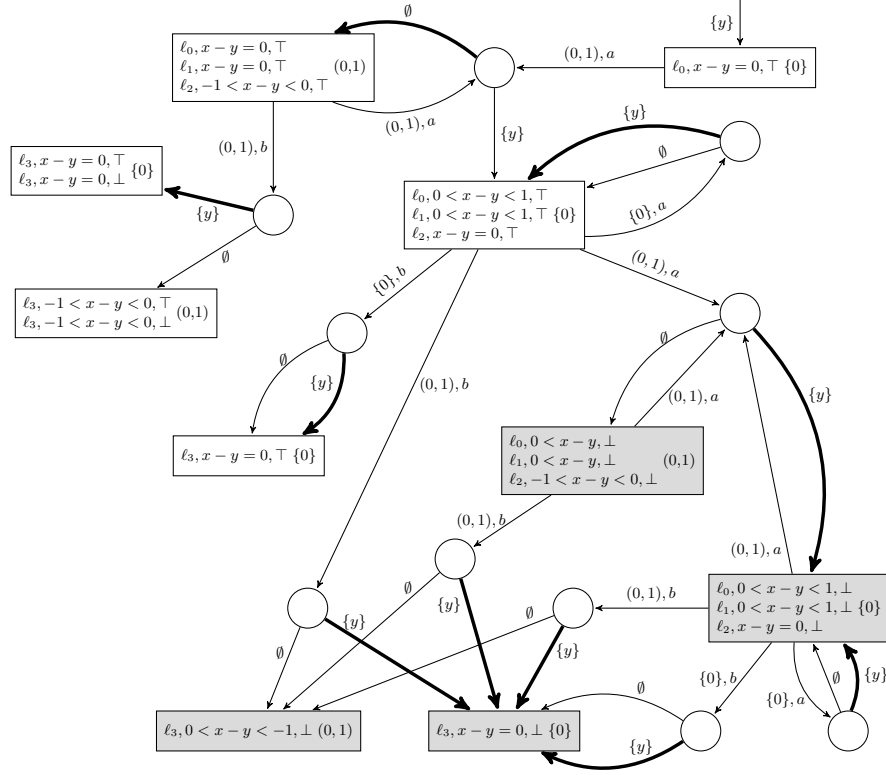 {y}
∅
ℓ₀, x − y = 0, ⊤
ℓ₁, x − y = 0, ⊤ (0,1)
ℓ₂, −1 < x − y < 0, ⊤
(0, 1), a
ℓ₀, x − y = 0, ⊤ {0}
(0, 1), a
{y}
{y}
(0, 1), b
∅
ℓ₃, x − y = 0, ⊤
ℓ₃, x − y = 0, ⊥ {0}
{y}
ℓ₀, 0 < x − y < 1, ⊤
ℓ₁, 0 < x − y < 1, ⊤ {0}
ℓ₂, x − y = 0, ⊤
{0}, a
∅
{0}, b
(0, 1), a
ℓ₃, −1 < x − y < 0, ⊤
ℓ₃, −1 < x − y < 0, ⊥ (0,1)
∅
∅
{y}
(0, 1), b
{y}
(0, 1), a
ℓ₃, x − y = 0, ⊤ {0}
ℓ₀, 0 < x − y, ⊥
ℓ₁, 0 < x − y, ⊥ (0,1)
ℓ₂, −1 < x − y < 0, ⊥
(0, 1), b
(0, 1), a
ℓ₀, 0 < x − y < 1, ⊥
ℓ₁, 0 < x − y < 1, ⊥ {0}
ℓ₂, x − y = 0, ⊥
(0, 1), b
∅
{y}
∅
{y}
{y}
∅
{0}, b
{0}, a
∅
{y}
ℓ₃, 0 < x − y < −1, ⊥ (0, 1)
ℓ₃, x − y = 0, ⊥ {0}
∅
{y}